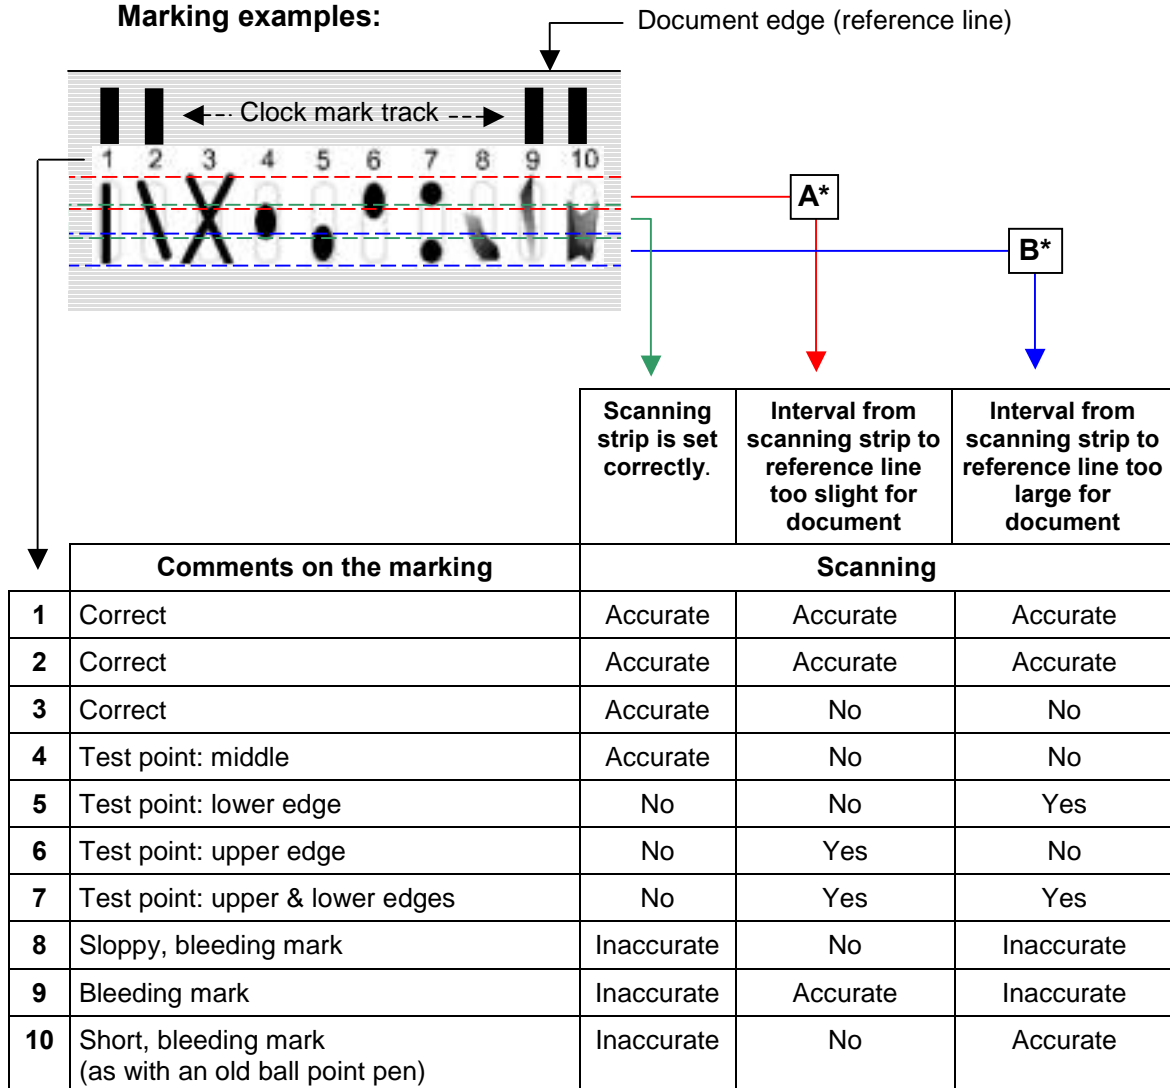 Marking examples:
Document edge (reference line)
Clock mark track
1 2 3 4 5 6 7 8 9 10
A*
B*
Scanning strip is set correctly.
Interval from scanning strip to reference line too slight for document
Interval from scanning strip to reference line too large for document
Comments on the marking Scanning
1 Correct Accurate Accurate Accurate
2 Correct Accurate Accurate Accurate
3 Correct Accurate No No
4 Test point: middle Accurate No No
5 Test point: lower edge No No Yes
6 Test point: upper edge No Yes No
7 Test point: upper & lower edges No Yes Yes
8 Sloppy, bleeding mark Inaccurate No Inaccurate
9 Bleeding mark Inaccurate Accurate Inaccurate
10 Short, bleeding mark Inaccurate No Accurate
(as with an old ball point pen)